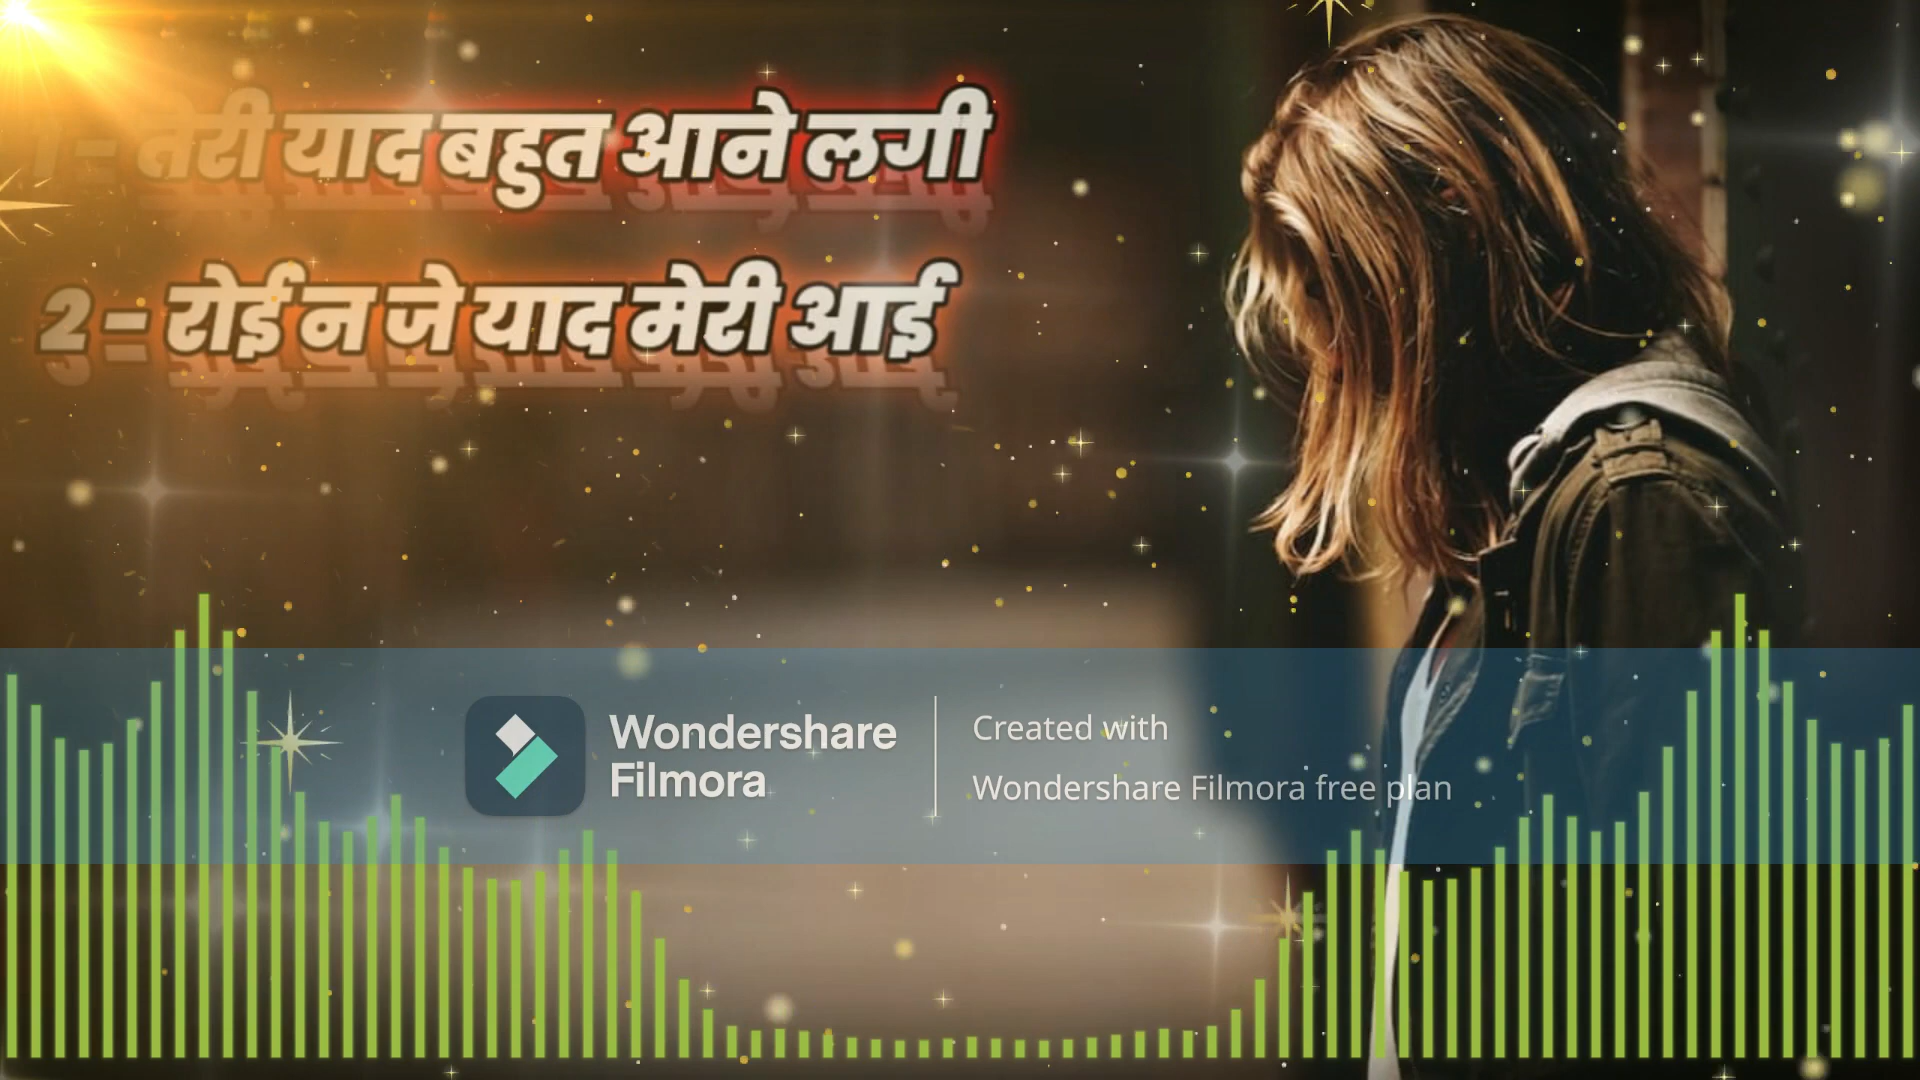 1 - तेरी याद बहुत आने लगी
2 - रोई न जे याद मेरी आई
Wondershare
Filmora
Created with
Wondershare Filmora free plan